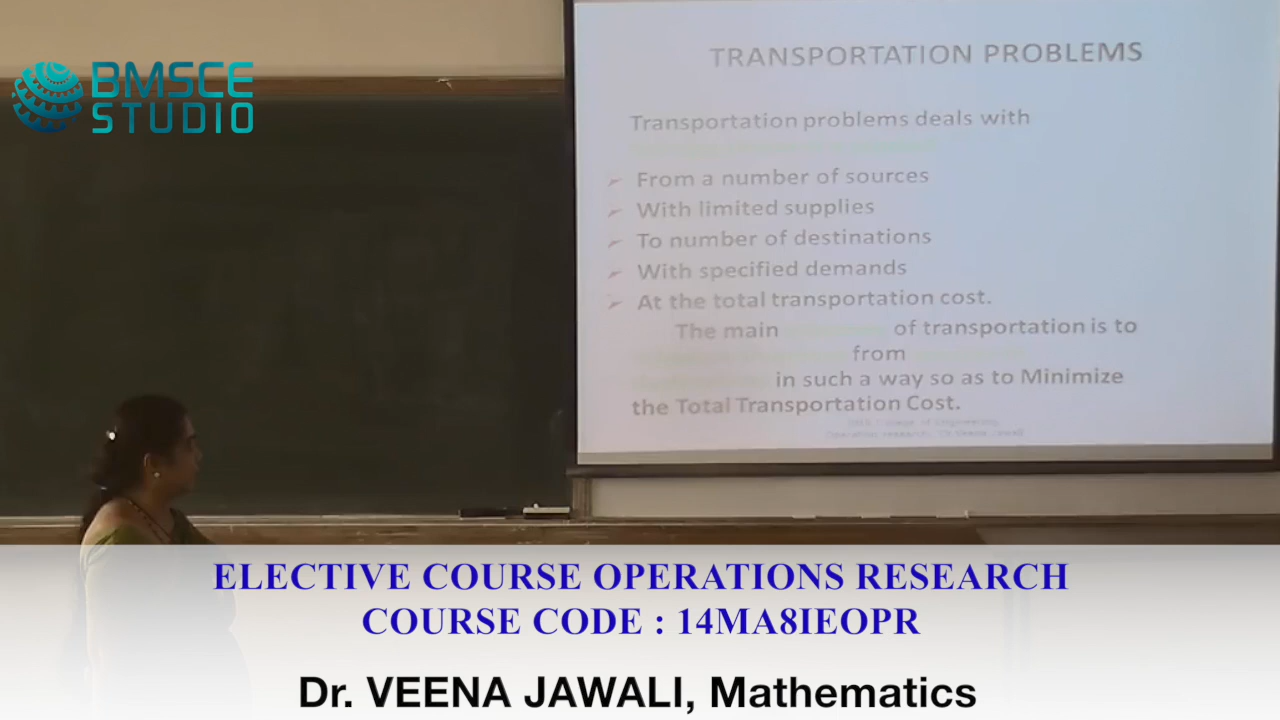 BMSCE
STUDIO
TRANSPORTATION PROBLEMS
Transportation problems deals with
From a number of sources
With limited supplies
To number of destinations
With specified demands
At the total transportation cost.
The main of transportation is to
from
in such a way so as to Minimize
the Total Transportation Cost.
ELECTIVE COURSE OPERATIONS RESEARCH
COURSE CODE : 14MA8IEOPR
Dr. VEENA JAWALI, Mathematics